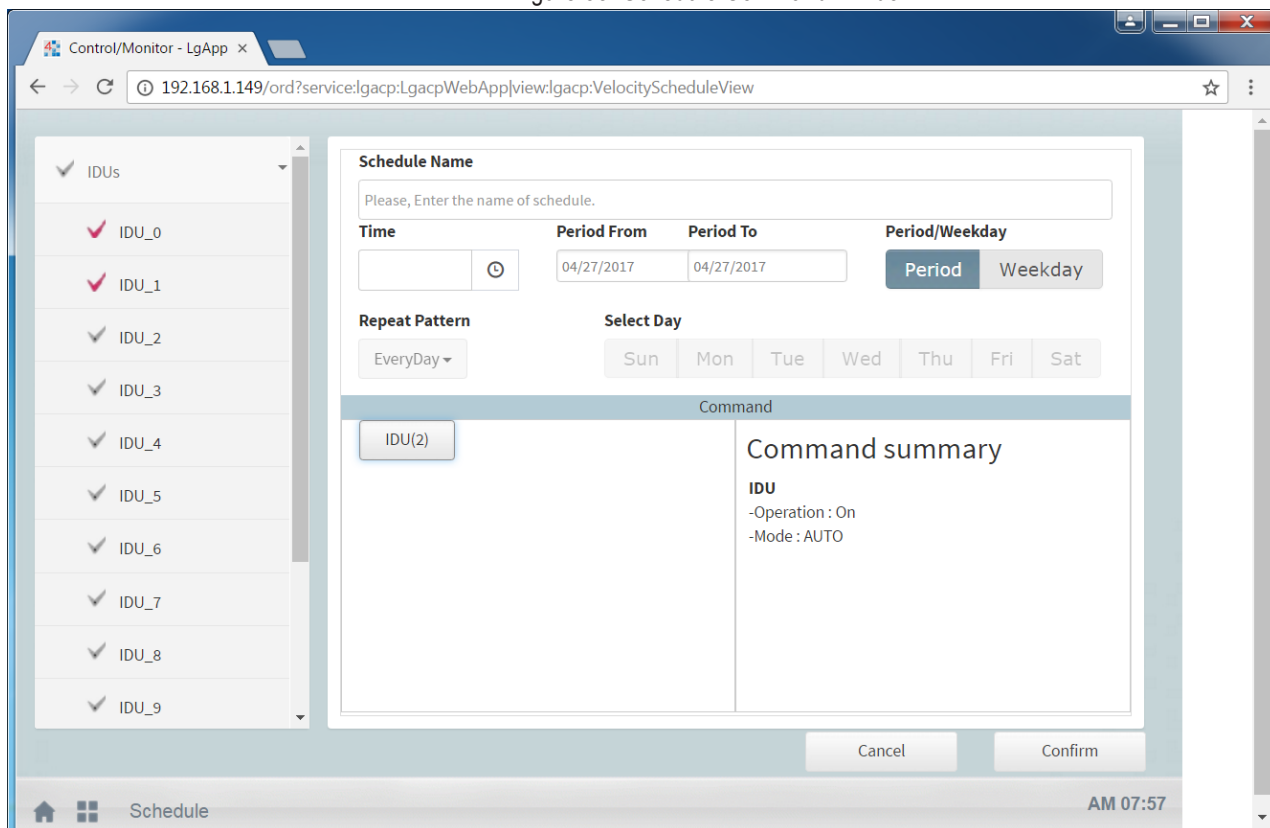 Control/Monitor - LgApp ×
192.168.1.149/ord?service:lgacp:LgacpWebApp|view:lgacp:VelocityScheduleView
IDUs
IDU_0
IDU_1
IDU_2
IDU_3
IDU_4
IDU_5
IDU_6
IDU_7
IDU_8
IDU_9
Schedule Name
Please, Enter the name of schedule.
Time Period From Period To Period/Weekday
04/27/2017 04/27/2017 Period Weekday
Repeat Pattern Select Day
EveryDay Sun Mon Tue Wed Thu Fri Sat
Command
IDU(2)
Command summary
IDU
-Operation : On
-Mode : AUTO
Cancel Confirm
Schedule AM 07:57